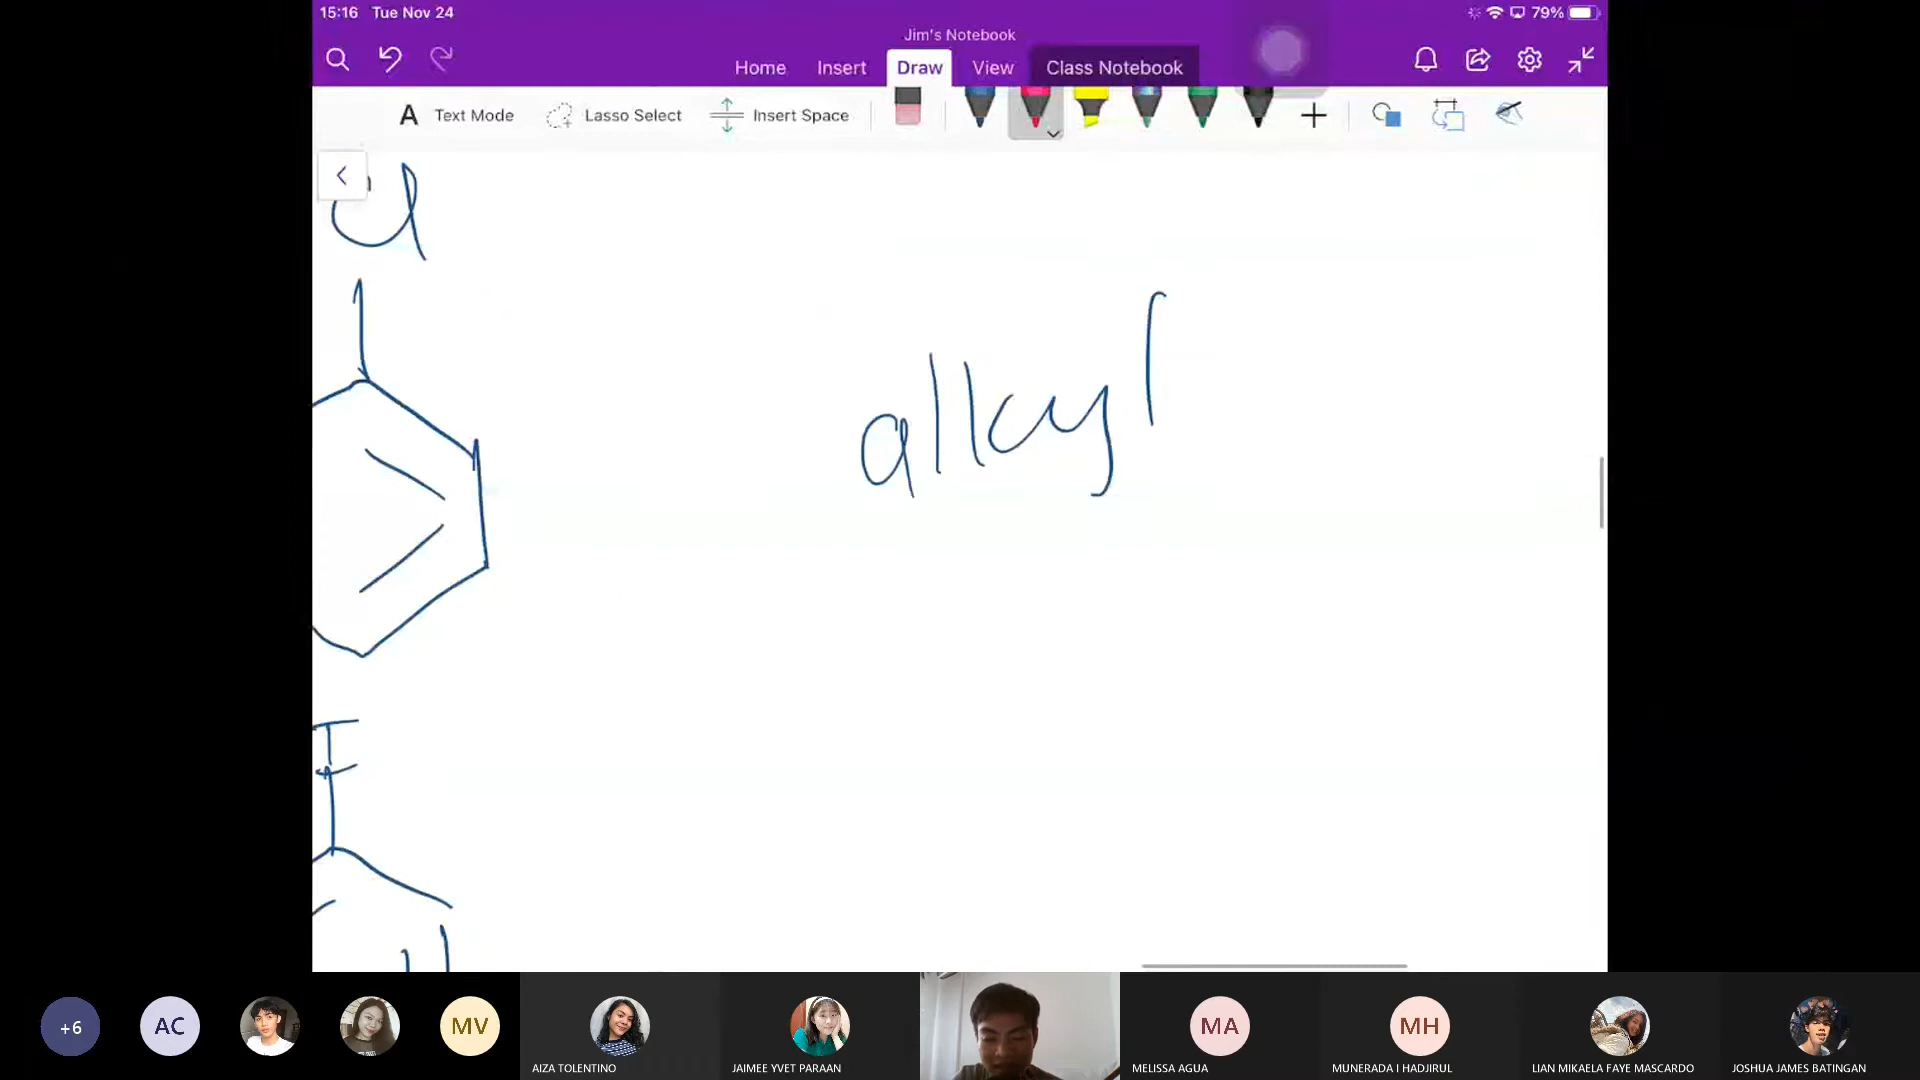 15:16 Tue Nov 24
79%
Jim's Notebook
Home Insert Draw View Class Notebook
A Text Mode Lasso Select Insert Space
Cl
alkyl
F
+6 AC MV MA MH
AIZA TOLENTINO JAIMEE YVET PARAAN MELISSA AGUA MUNERADA I HADJIRUL LIAN MIKAELA FAYE MASCARDO JOSHUA JAMES BATINGAN